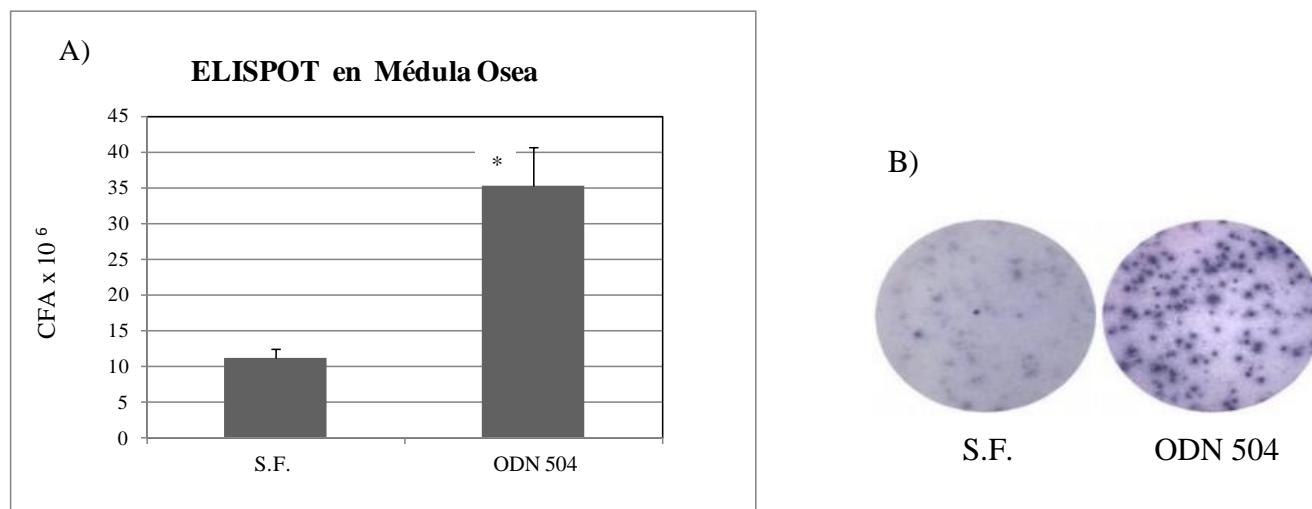 A)
ELISPOT en Médula Osea
45
40
35
30
25
20
15
10
5
0
CFA x 10 6
*
S.F.
ODN 504
B)
S.F.
ODN 504